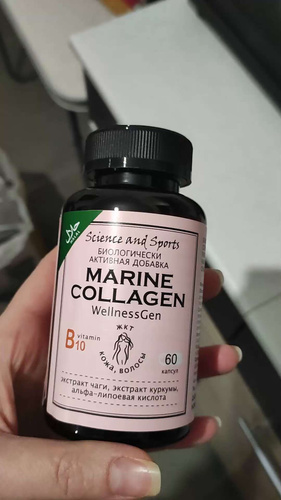 Science and Sports
БИОЛОГИЧЕСКИ
АКТИВНАЯ ДОБАВКА
MARINE
COLLAGEN
WellnessGen
B10 vitamin
ЖКТ
кожа, волосы
60
капсул
экстракт чаги, экстракт куркумы,
альфа-липоевая кислота